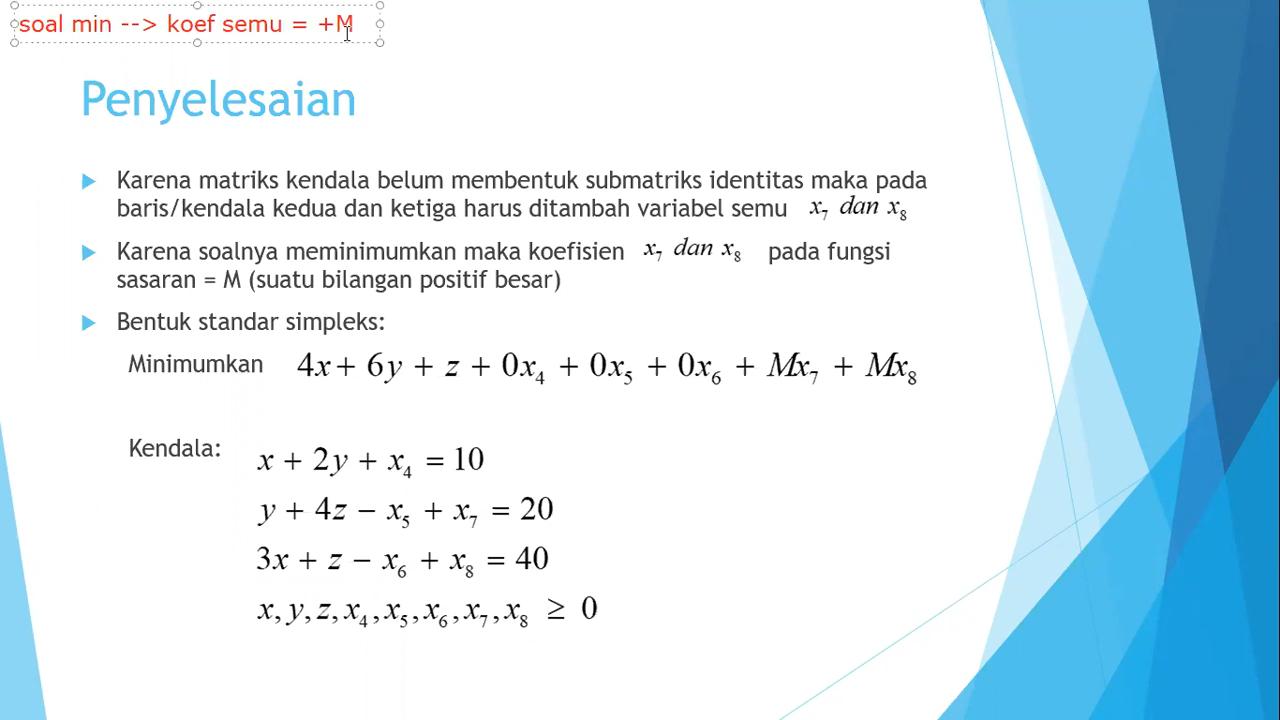 soal min --> koef semu = +M
Penyelesaian
Karena matriks kendala belum membentuk submatriks identitas maka pada
baris/kendala kedua dan ketiga harus ditambah variabel semu x₇ dan x₈
Karena soalnya meminimumkan maka koefisien x₇ dan x₈ pada fungsi
sasaran = M (suatu bilangan positif besar)
Bentuk standar simpleks:
Minimumkan 4x + 6y + z + 0x₄ + 0x₅ + 0x₆ + Mx₇ + Mx₈
Kendala: x + 2y + x₄ = 10
y + 4z − x₅ + x₇ = 20
3x + z − x₆ + x₈ = 40
x, y, z, x₄, x₅, x₆, x₇, x₈ ≥ 0